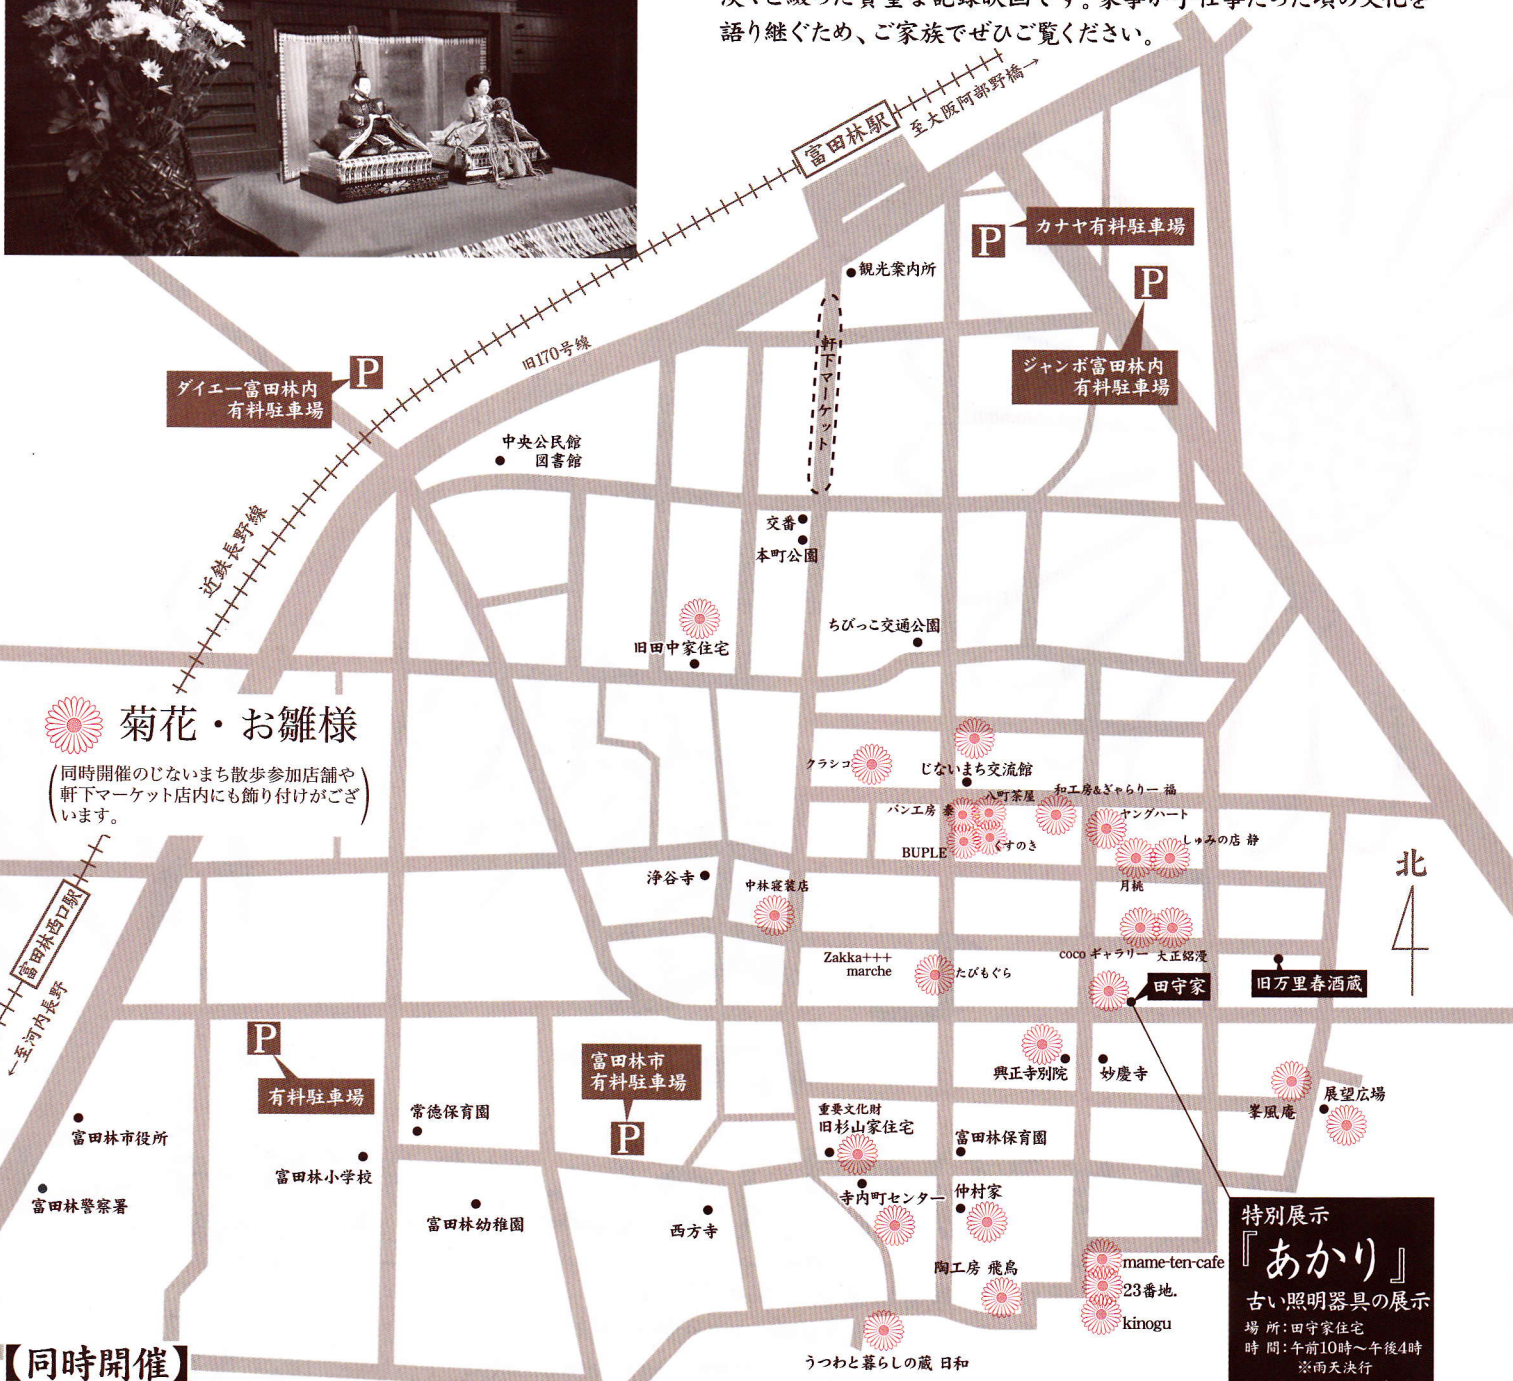 語り継ぐため、ご家族でぜひご覧ください。
富田林駅
至大阪阿部野橋→
カナヤ有料駐車場
P
観光案内所
P
旧170号線
軒下マーケット
ジャンボ富田林内
有料駐車場
P
ダイエー富田林内
有料駐車場
中央公民館
図書館
近鉄長野線
交番
本町公園
ちびっこ交通公園
旧田中家住宅
菊花・お雛様
(同時開催のじないまち散歩参加店舗や
軒下マーケット店内にも飾り付けがござ
います。)
クラシコ
じないまち交流館
八町茶屋
和工房&ぎゃらりー 福
パン工房 泰
ヤングハート
BUPLE
くすのき
しゅみの店 静
月桃
北
浄谷寺
中林寝装店
富田林西口駅
←至河内長野
Zakka+++
marche
たびもぐら
coco ギャラリー
大正浪漫
田守家
旧万里春酒蔵
P
有料駐車場
富田林市
有料駐車場
P
興正寺別院
妙慶寺
展望広場
峯風庵
富田林市役所
常徳保育園
重要文化財
旧杉山家住宅
富田林保育園
富田林小学校
富田林警察署
富田林幼稚園
西方寺
寺内町センター
仲村家
陶工房 飛鳥
mame-ten-cafe
23番地.
kinogu
うつわと暮らしの蔵 日和
特別展示
『あかり』
古い照明器具の展示
場 所:田守家住宅
時 間:午前10時〜午後4時
※雨天決行
【同時開催】